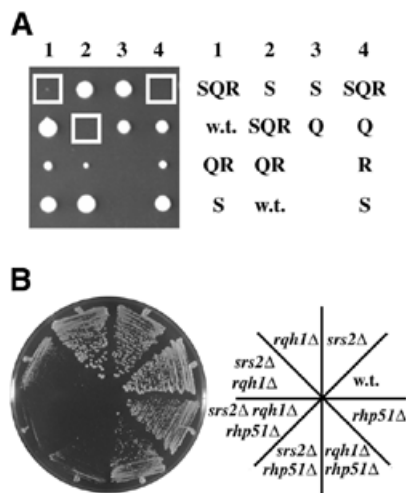 A
1 2 3 4 1 2 3 4
SQR S S SQR
w.t. SQR Q Q
QR QR R
S w.t. S
B
rqh1Δ srs2Δ
srs2Δ
rqh1Δ
w.t.
srs2Δ rqh1Δ
rhp51Δ
rhp51Δ
srs2Δ rqh1Δ
rhp51Δ rhp51Δ